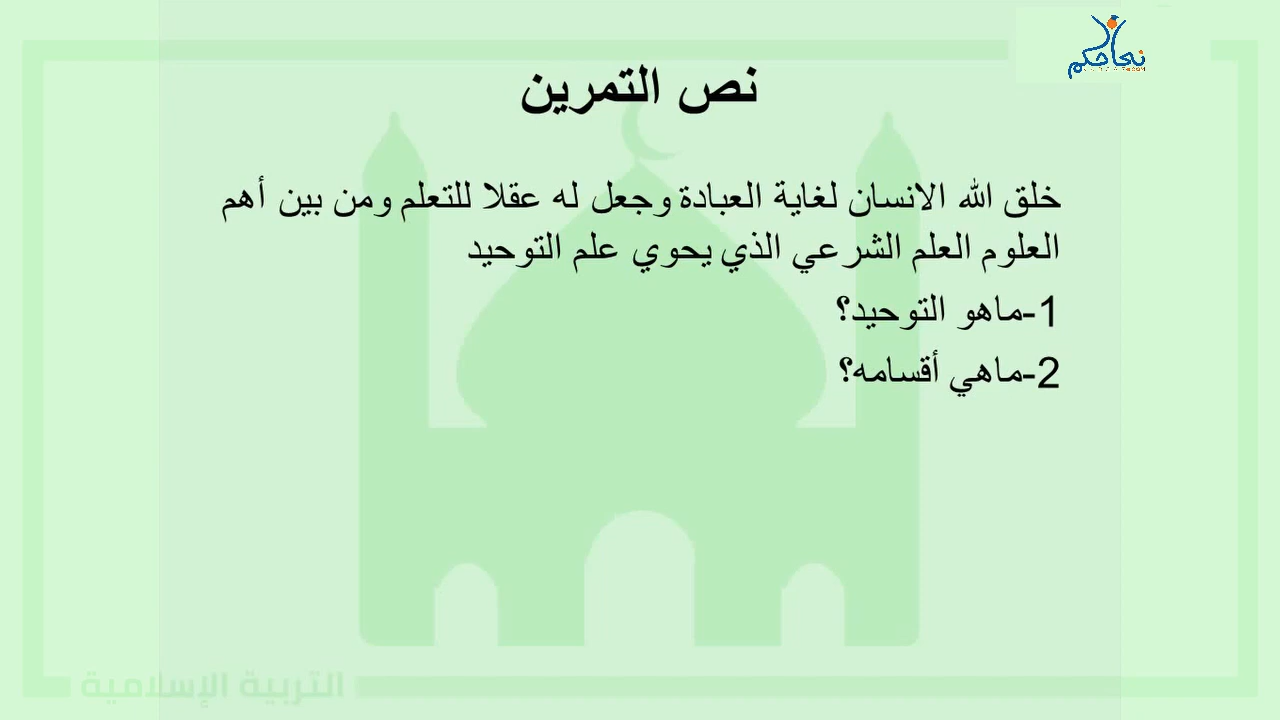 نجاحكم
نص التمرين
خلق الله الانسان لغاية العبادة وجعل له عقلا للتعلم ومن بين أهم
العلوم العلم الشرعي الذي يحوي علم التوحيد
1-ماهو التوحيد؟
2-ماهي أقسامه؟
التربية الإسلامية